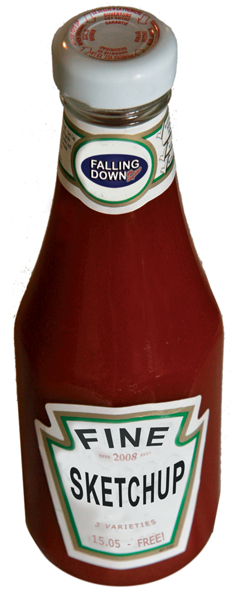 FALLING
DOWN
FINE
2008
SKETCHUP
3 VARIETIES
15.05 - FREE!